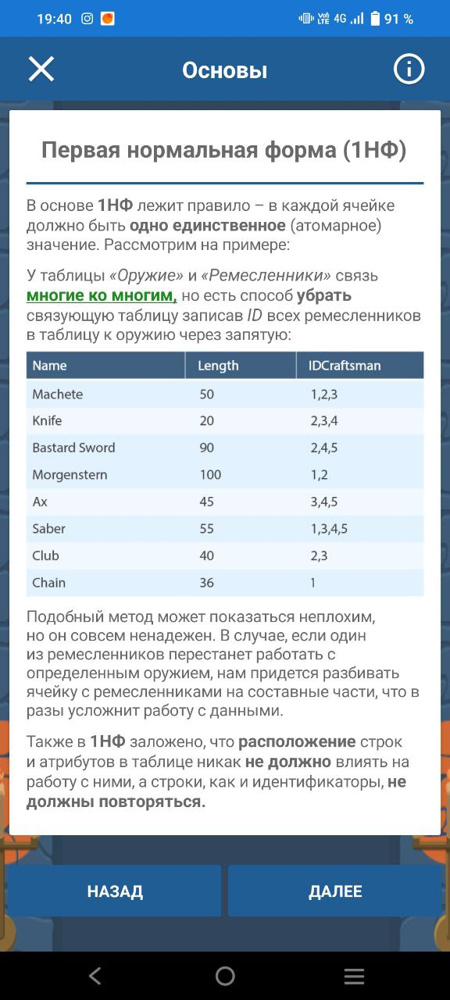 19:40 Vo) LTE 4G 91 %
Основы
Первая нормальная форма (1НФ)
В основе 1НФ лежит правило – в каждой ячейке
должно быть одно единственное (атомарное)
значение. Рассмотрим на примере:
У таблицы «Оружие» и «Ремесленники» связь
многие ко многим, но есть способ убрать
связующую таблицу записав ID всех ремесленников
в таблицу к оружию через запятую:
Name Length IDCraftsman
Machete 50 1,2,3
Knife 20 2,3,4
Bastard Sword 90 2,4,5
Morgenstern 100 1,2
Ax 45 3,4,5
Saber 55 1,3,4,5
Club 40 2,3
Chain 36 1
Подобный метод может показаться неплохим,
но он совсем ненадежен. В случае, если один
из ремесленников перестанет работать с
определенным оружием, нам придется разбивать
ячейку с ремесленниками на составные части, что в
разы усложнит работу с данными.
Также в 1НФ заложено, что расположение строк
и атрибутов в таблице никак не должно влиять на
работу с ними, а строки, как и идентификаторы, не
должны повторяться.
НАЗАД ДАЛЕЕ